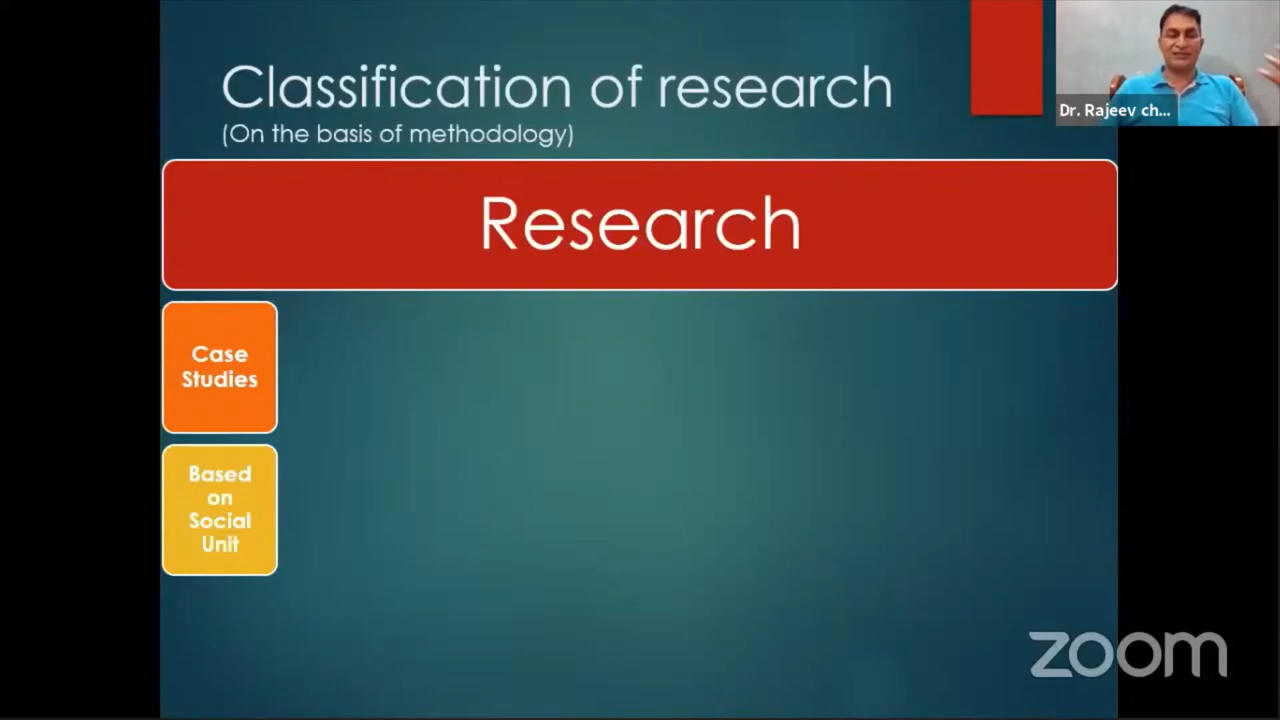 Classification of research
(On the basis of methodology)
Dr. Rajeev ch...
Research
Case
Studies
Based
on
Social
Unit
zoom